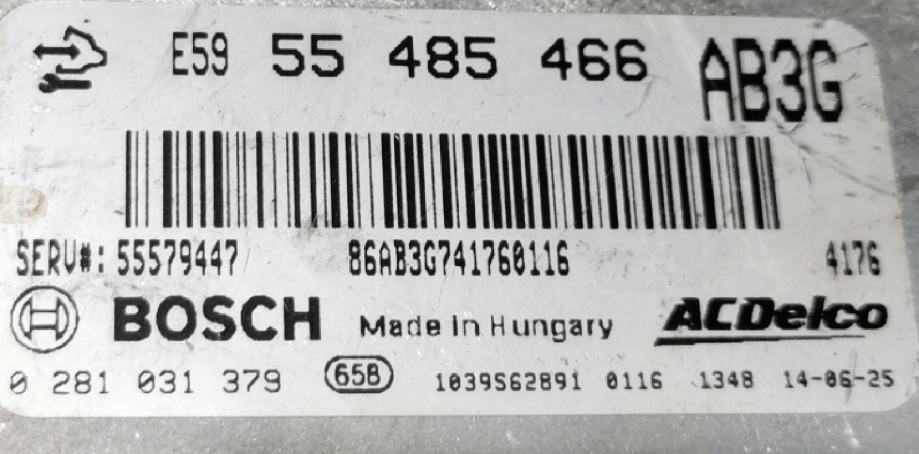 E59 55 485 466 AB3G
SERV#: 55579447 86AB3G741760116 4176
BOSCH Made in Hungary ACDelco
0 281 031 379 65B 1039S62891 0116 1348 14-06-25